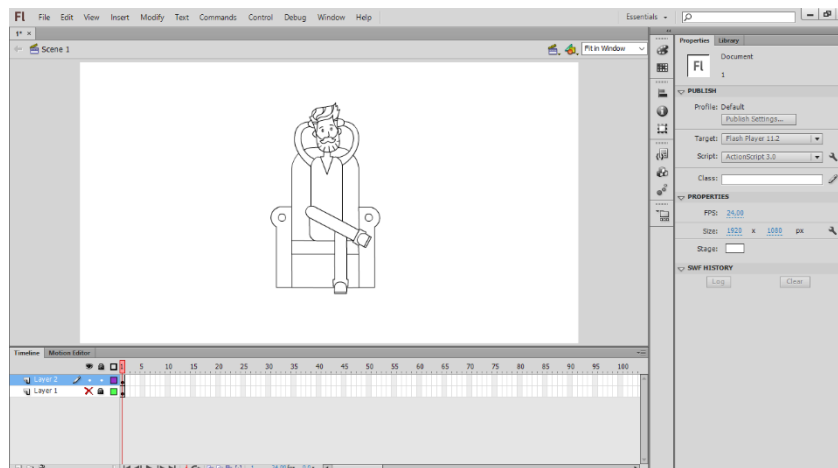 Fl File Edit View Insert Modify Text Commands Control Debug Window Help Essentials
1* ×
Scene 1 Fit in Window
Properties Library
Fl Document
1
PUBLISH
Profile: Default
Publish Settings...
Target: Flash Player 11.2
Script: ActionScript 3.0
Class:
PROPERTIES
FPS: 24.00
Size: 1920 x 1080 px
Stage:
SWF HISTORY
Log Clear
Timeline Motion Editor
1 5 10 15 20 25 30 35 40 45 50 55 60 65 70 75 80 85 90 95 100
Layer 2
Layer 1